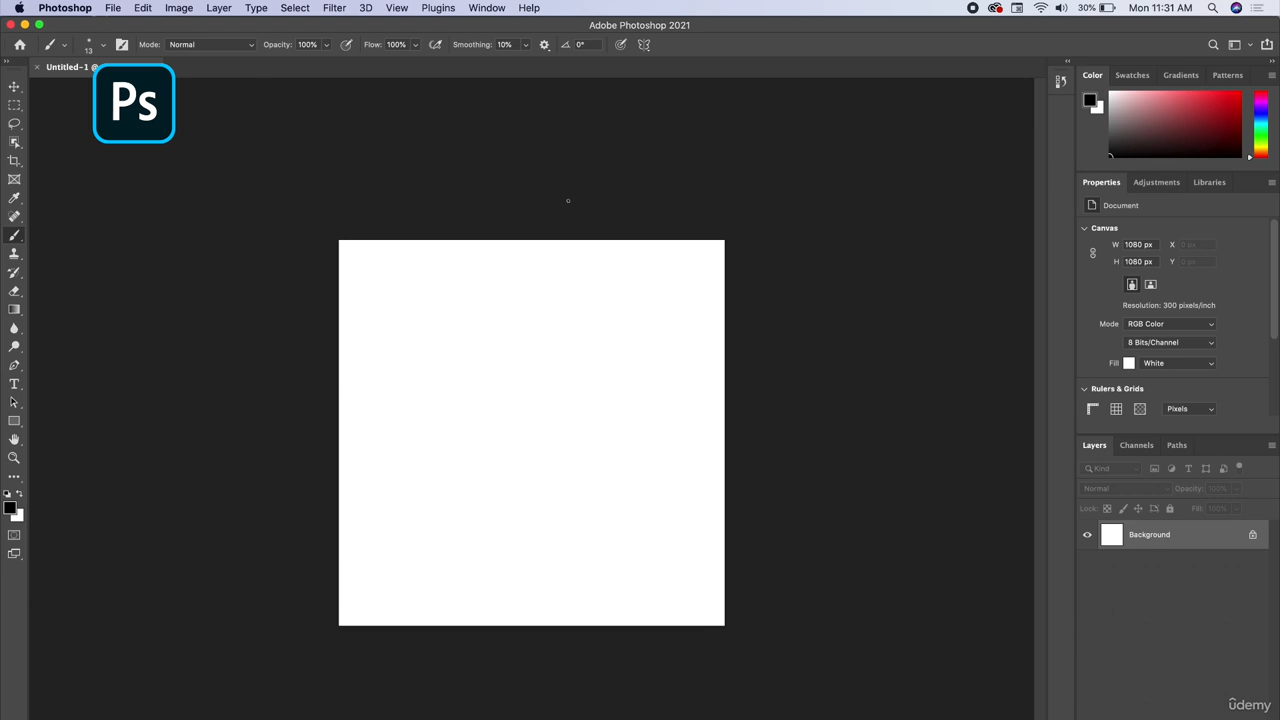 Photoshop File Edit Image Layer Type Select Filter 3D View Plugins Window Help 30% Mon 11:31 AM
Adobe Photoshop 2021
13 Mode: Normal Opacity: 100% Flow: 100% Smoothing: 10% 0°
Untitled-1 @
Ps
Color Swatches Gradients Patterns
Properties Adjustments Libraries
Document
Canvas
W 1080 px X 0 px
H 1080 px Y 0 px
Resolution: 300 pixels/inch
Mode RGB Color
8 Bits/Channel
Fill White
Rulers & Grids
Pixels
Layers Channels Paths
Kind
Normal Opacity: 100%
Lock: Fill: 100%
Background
ûdemy